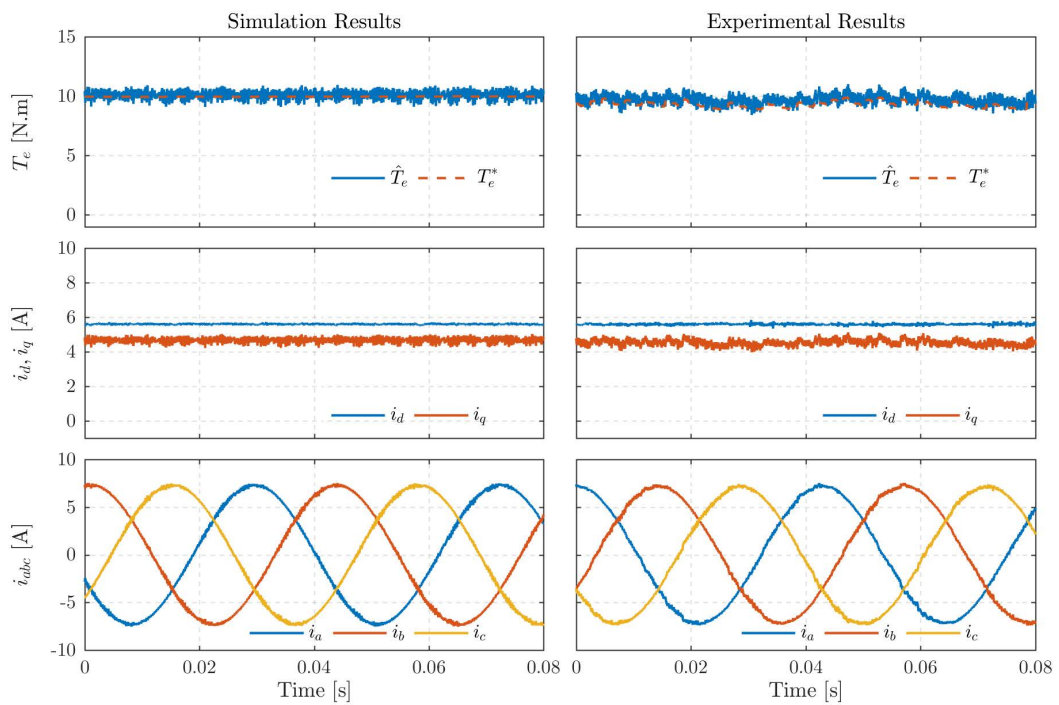 Simulation Results
Experimental Results
15
10
5
0
T_e [N.m]
T̂_e T_e^*
T̂_e T_e^*
10
8
6
4
2
0
i_d, i_q [A]
i_d i_q
i_d i_q
10
5
0
-5
-10
i_abc [A]
i_a i_b i_c
i_a i_b i_c
0 0.02 0.04 0.06 0.08
0 0.02 0.04 0.06 0.08
Time [s]
Time [s]